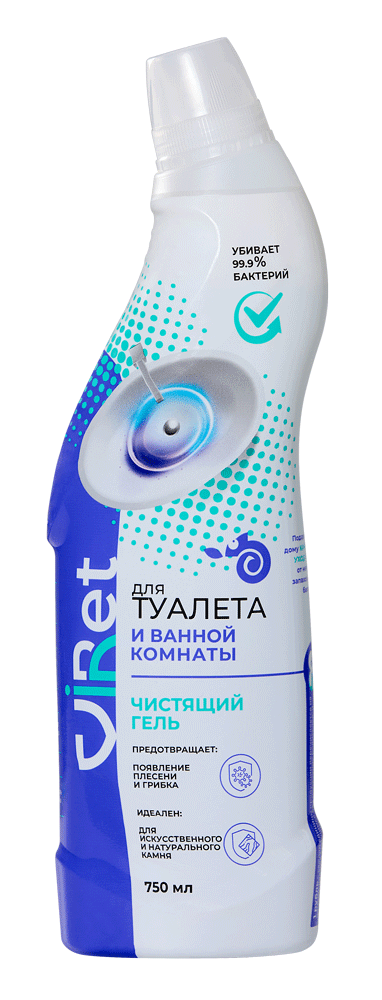 УБИВАЕТ
99.9%
БАКТЕРИЙ
ViDPet
для
ТУАЛЕТА
И ВАННОЙ
КОМНАТЫ
ЧИСТЯЩИЙ
ГЕЛЬ
ПРЕДОТВРАЩАЕТ:
ПОЯВЛЕНИЕ
ПЛЕСЕНИ
И ГРИБКА
ИДЕАЛЕН:
ДЛЯ
ИСКУССТВЕННОГО
И НАТУРАЛЬНОГО
КАМНЯ
750 мл